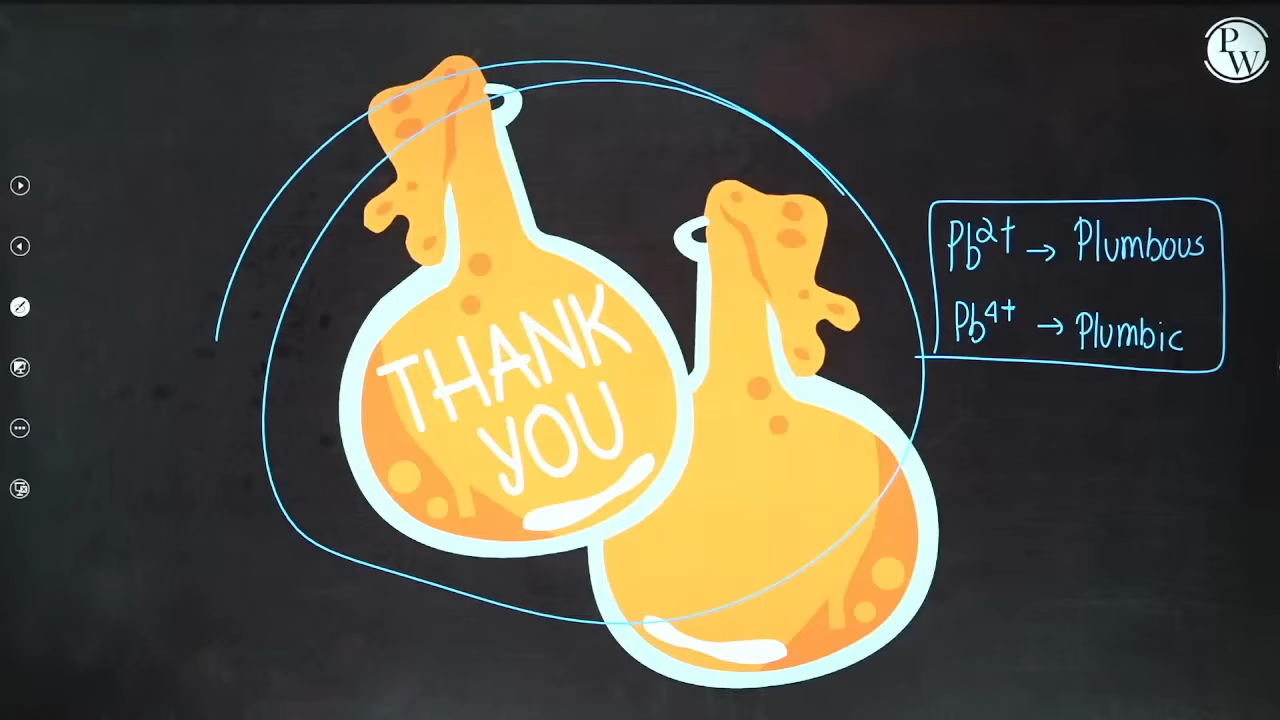 PW
THANK
YOU
Pb²⁺ → Plumbous
Pb⁴⁺ → Plumbic